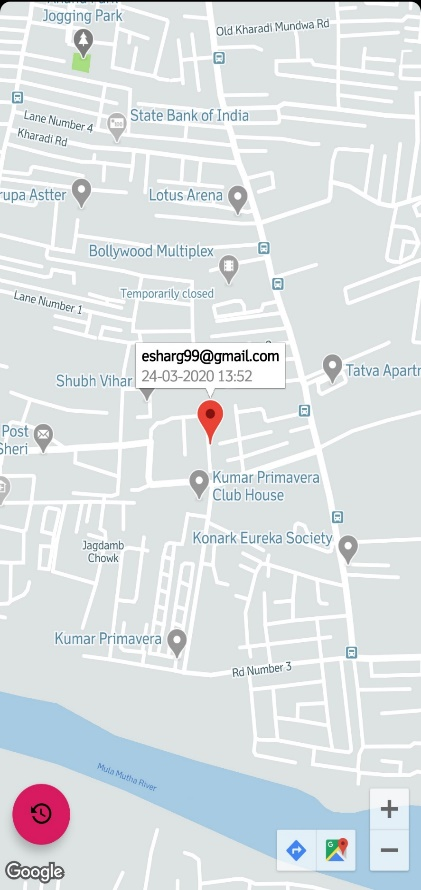 Jogging Park
Old Kharadi Mundwa Rd
State Bank of India
Lane Number 4
Kharadi Rd
rupa Astter
Lotus Arena
Bollywood Multiplex
Temporarily closed
Lane Number 1
esharg99@gmail.com
24-03-2020 13:52
Tatva Apartr
Shubh Vihar
Post
Sheri
Kumar Primavera
Club House
Konark Eureka Society
Jagdamb
Chowk
Kumar Primavera
Rd Number 3
Mula Mutha River
Google